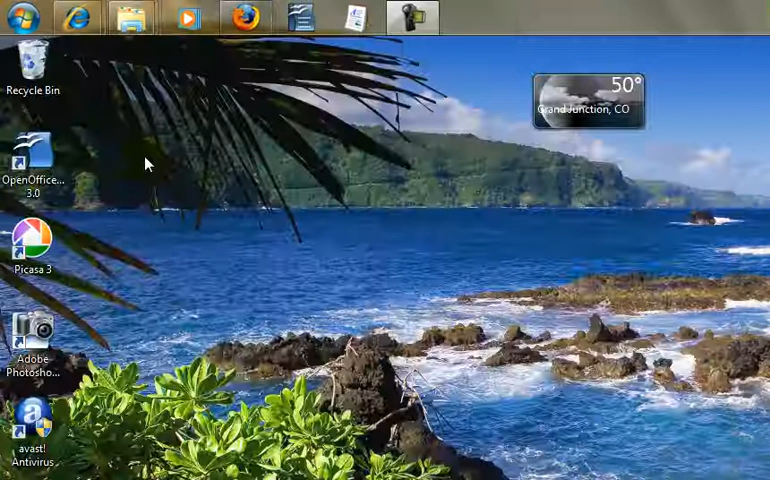 50°
Grand Junction, CO
Recycle Bin
OpenOffice...
3.0
Picasa 3
Adobe
Photosho...
avast!
Antivirus